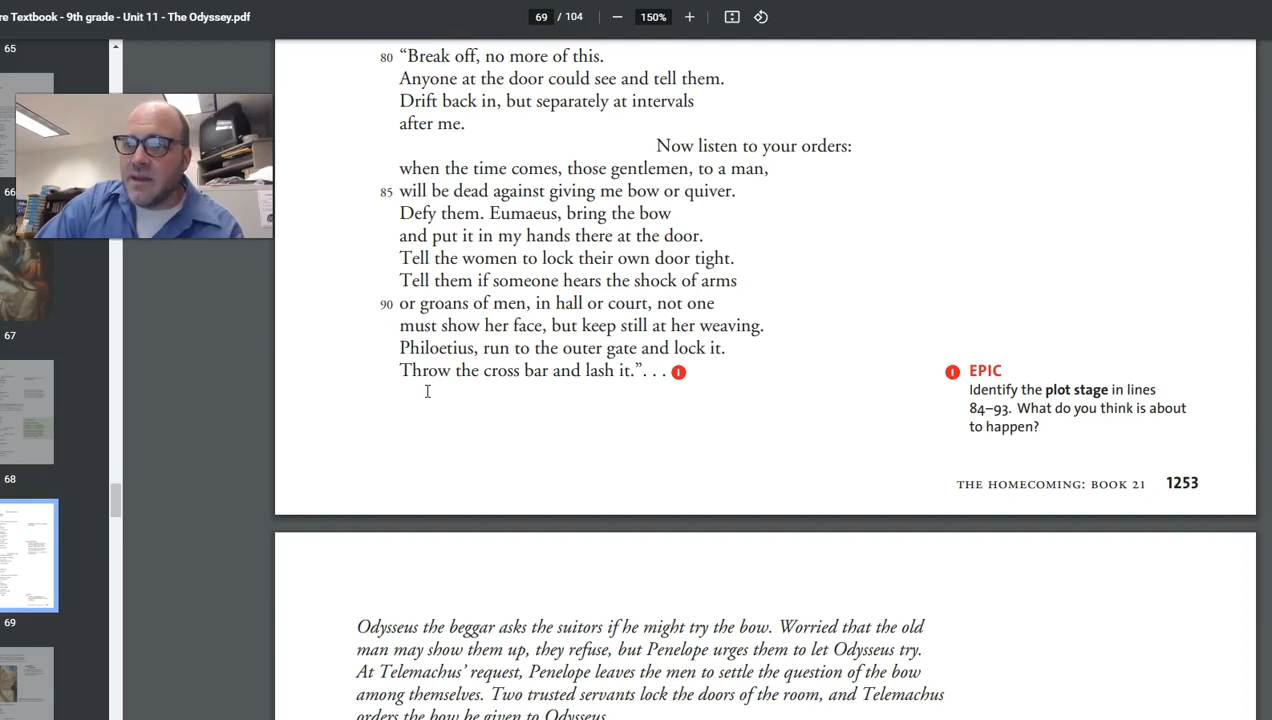 re Textbook - 9th grade - Unit 11 - The Odyssey.pdf
69 / 104
150%
65
66
67
68
69
80 “Break off, no more of this.
Anyone at the door could see and tell them.
Drift back in, but separately at intervals
after me.
Now listen to your orders:
when the time comes, those gentlemen, to a man,
85 will be dead against giving me bow or quiver.
Defy them. Eumaeus, bring the bow
and put it in my hands there at the door.
Tell the women to lock their own door tight.
Tell them if someone hears the shock of arms
90 or groans of men, in hall or court, not one
must show her face, but keep still at her weaving.
Philoetius, run to the outer gate and lock it.
Throw the cross bar and lash it.”. . . I
I EPIC
Identify the plot stage in lines
84–93. What do you think is about
to happen?
THE HOMECOMING: BOOK 21 1253
Odysseus the beggar asks the suitors if he might try the bow. Worried that the old
man may show them up, they refuse, but Penelope urges them to let Odysseus try.
At Telemachus’ request, Penelope leaves the men to settle the question of the bow
among themselves. Two trusted servants lock the doors of the room, and Telemachus
orders the bow be given to Odysseus.